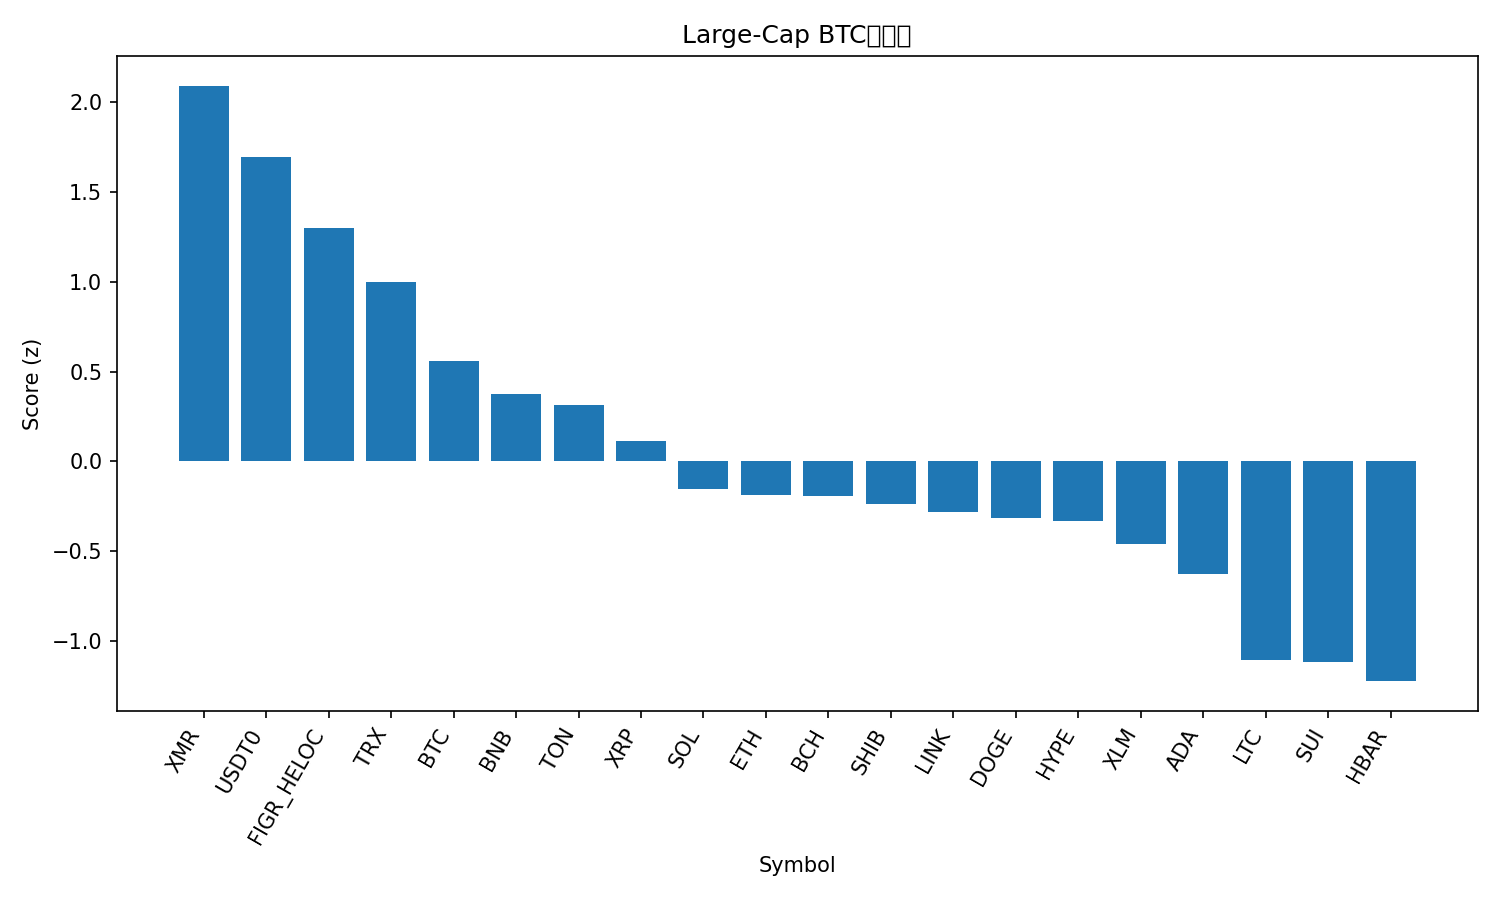 Large-Cap BTC
Score (z)
2.0
1.5
1.0
0.5
0.0
−0.5
−1.0
XMR
USDT0
FIGR_HELOC
TRX
BTC
BNB
TON
XRP
SOL
ETH
BCH
SHIB
LINK
DOGE
HYPE
XLM
ADA
LTC
SUI
HBAR
Symbol